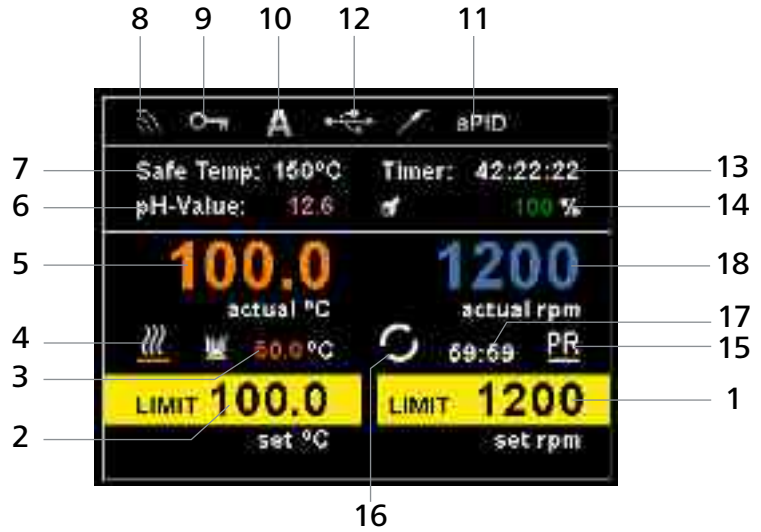 8 9 10 12 11
A aPID
7 Safe Temp: 150°C Timer: 42:22:22 13
6 pH-Value: 12.6 100 % 14
5 100.0 1200 18
actual °C actual rpm
17
4 50.0 °C 59:59 PR 15
3
LIMIT 100.0 LIMIT 1200 1
2 set °C set rpm
16